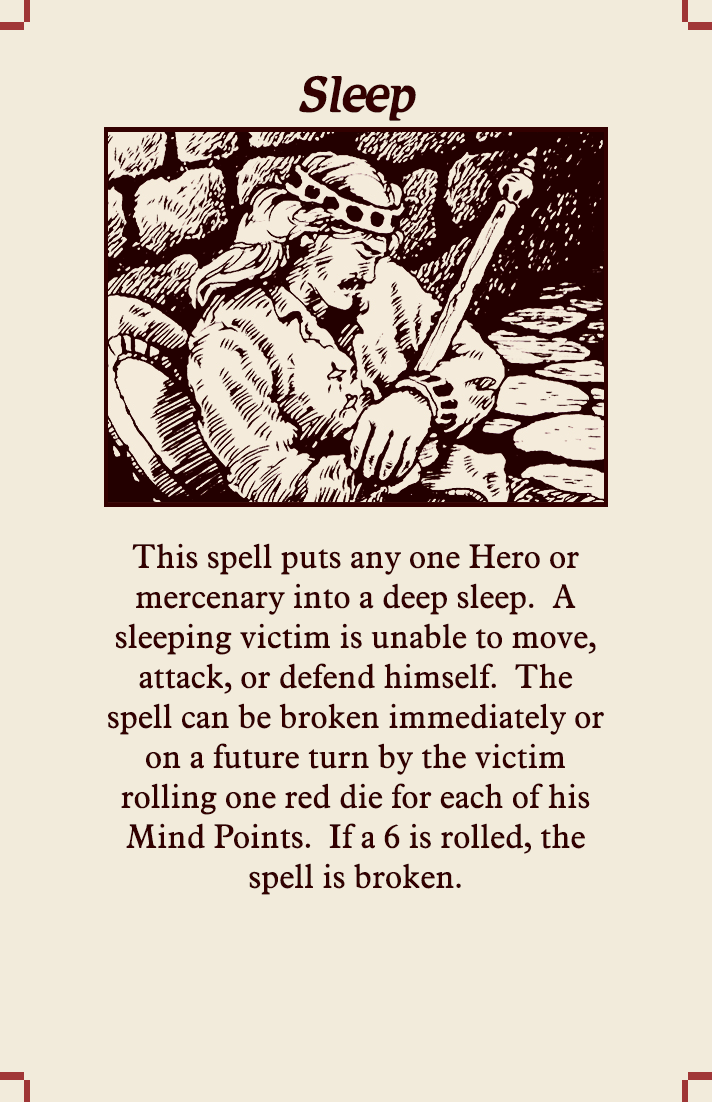 Sleep
This spell puts any one Hero or
mercenary into a deep sleep.  A
sleeping victim is unable to move,
attack, or defend himself.  The
spell can be broken immediately or
on a future turn by the victim
rolling one red die for each of his
Mind Points.  If a 6 is rolled, the
spell is broken.